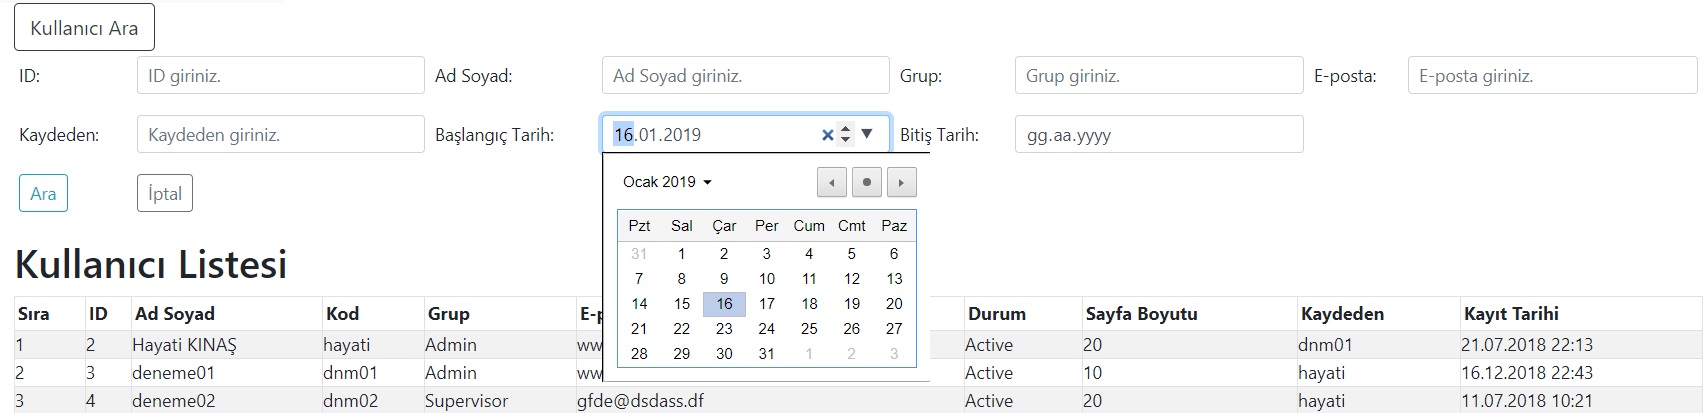 Kullanıcı Ara
ID: ID giriniz. Ad Soyad: Ad Soyad giriniz. Grup: Grup giriniz. E-posta: E-posta giriniz.
Kaydeden: Kaydeden giriniz. Başlangıç Tarih: 16.01.2019 Bitiş Tarih: gg.aa.yyyy
Ara İptal
Ocak 2019
Pzt Sal Çar Per Cum Cmt Paz
31 1 2 3 4 5 6
7 8 9 10 11 12 13
14 15 16 17 18 19 20
21 22 23 24 25 26 27
28 29 30 31 1 2 3
Kullanıcı Listesi
Sıra ID Ad Soyad Kod Grup Durum Sayfa Boyutu Kaydeden Kayıt Tarihi
1 2 Hayati KINAŞ hayati Admin Active 20 dnm01 21.07.2018 22:13
2 3 deneme01 dnm01 Admin Active 10 hayati 16.12.2018 22:43
3 4 deneme02 dnm02 Supervisor gfde@dsdass.df Active 20 hayati 11.07.2018 10:21